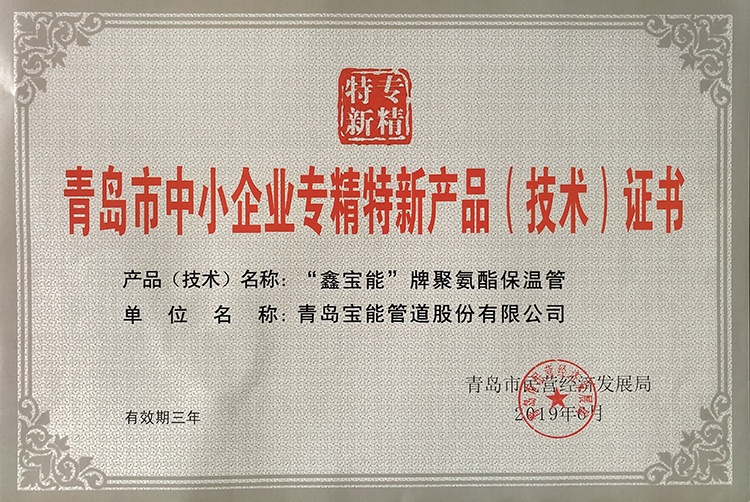 专精特新
青岛市中小企业专精特新产品（技术）证书
产品（技术）名称：“鑫宝能”牌聚氨酯保温管
单位名称：青岛宝能管道股份有限公司
青岛市民营经济发展局
2019年6月
有效期三年